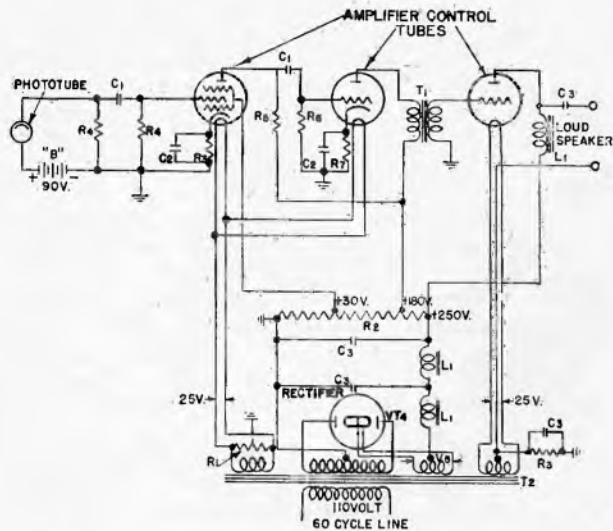 AMPLIFIER CONTROL
TUBES
PHOTOTUBE
C1
C1
T1
C3
R4
R4
R5
R6
LOUD
SPEAKER
L1
"B"
+ -
90V.
C2
R3
C2
R7
+30V.
+180V.
+250V.
R2
C3
L1
C3
RECTIFIER
VT4
L1
25V.
25V.
C3
R1
R3
T2
110VOLT
60 CYCLE LINE